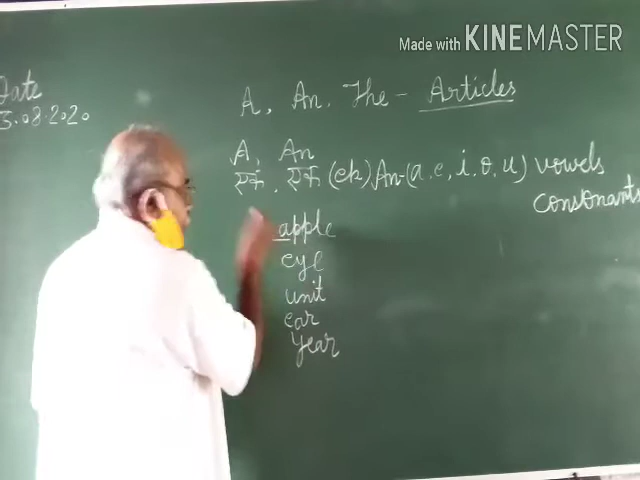 Made with KINEMASTER
Date
3.08.2020
A, An. The - Articles
A, An
एक. एक (ek) An-(a.e, i.o.u) vowels
consonants
apple
eye
unit
ear
year